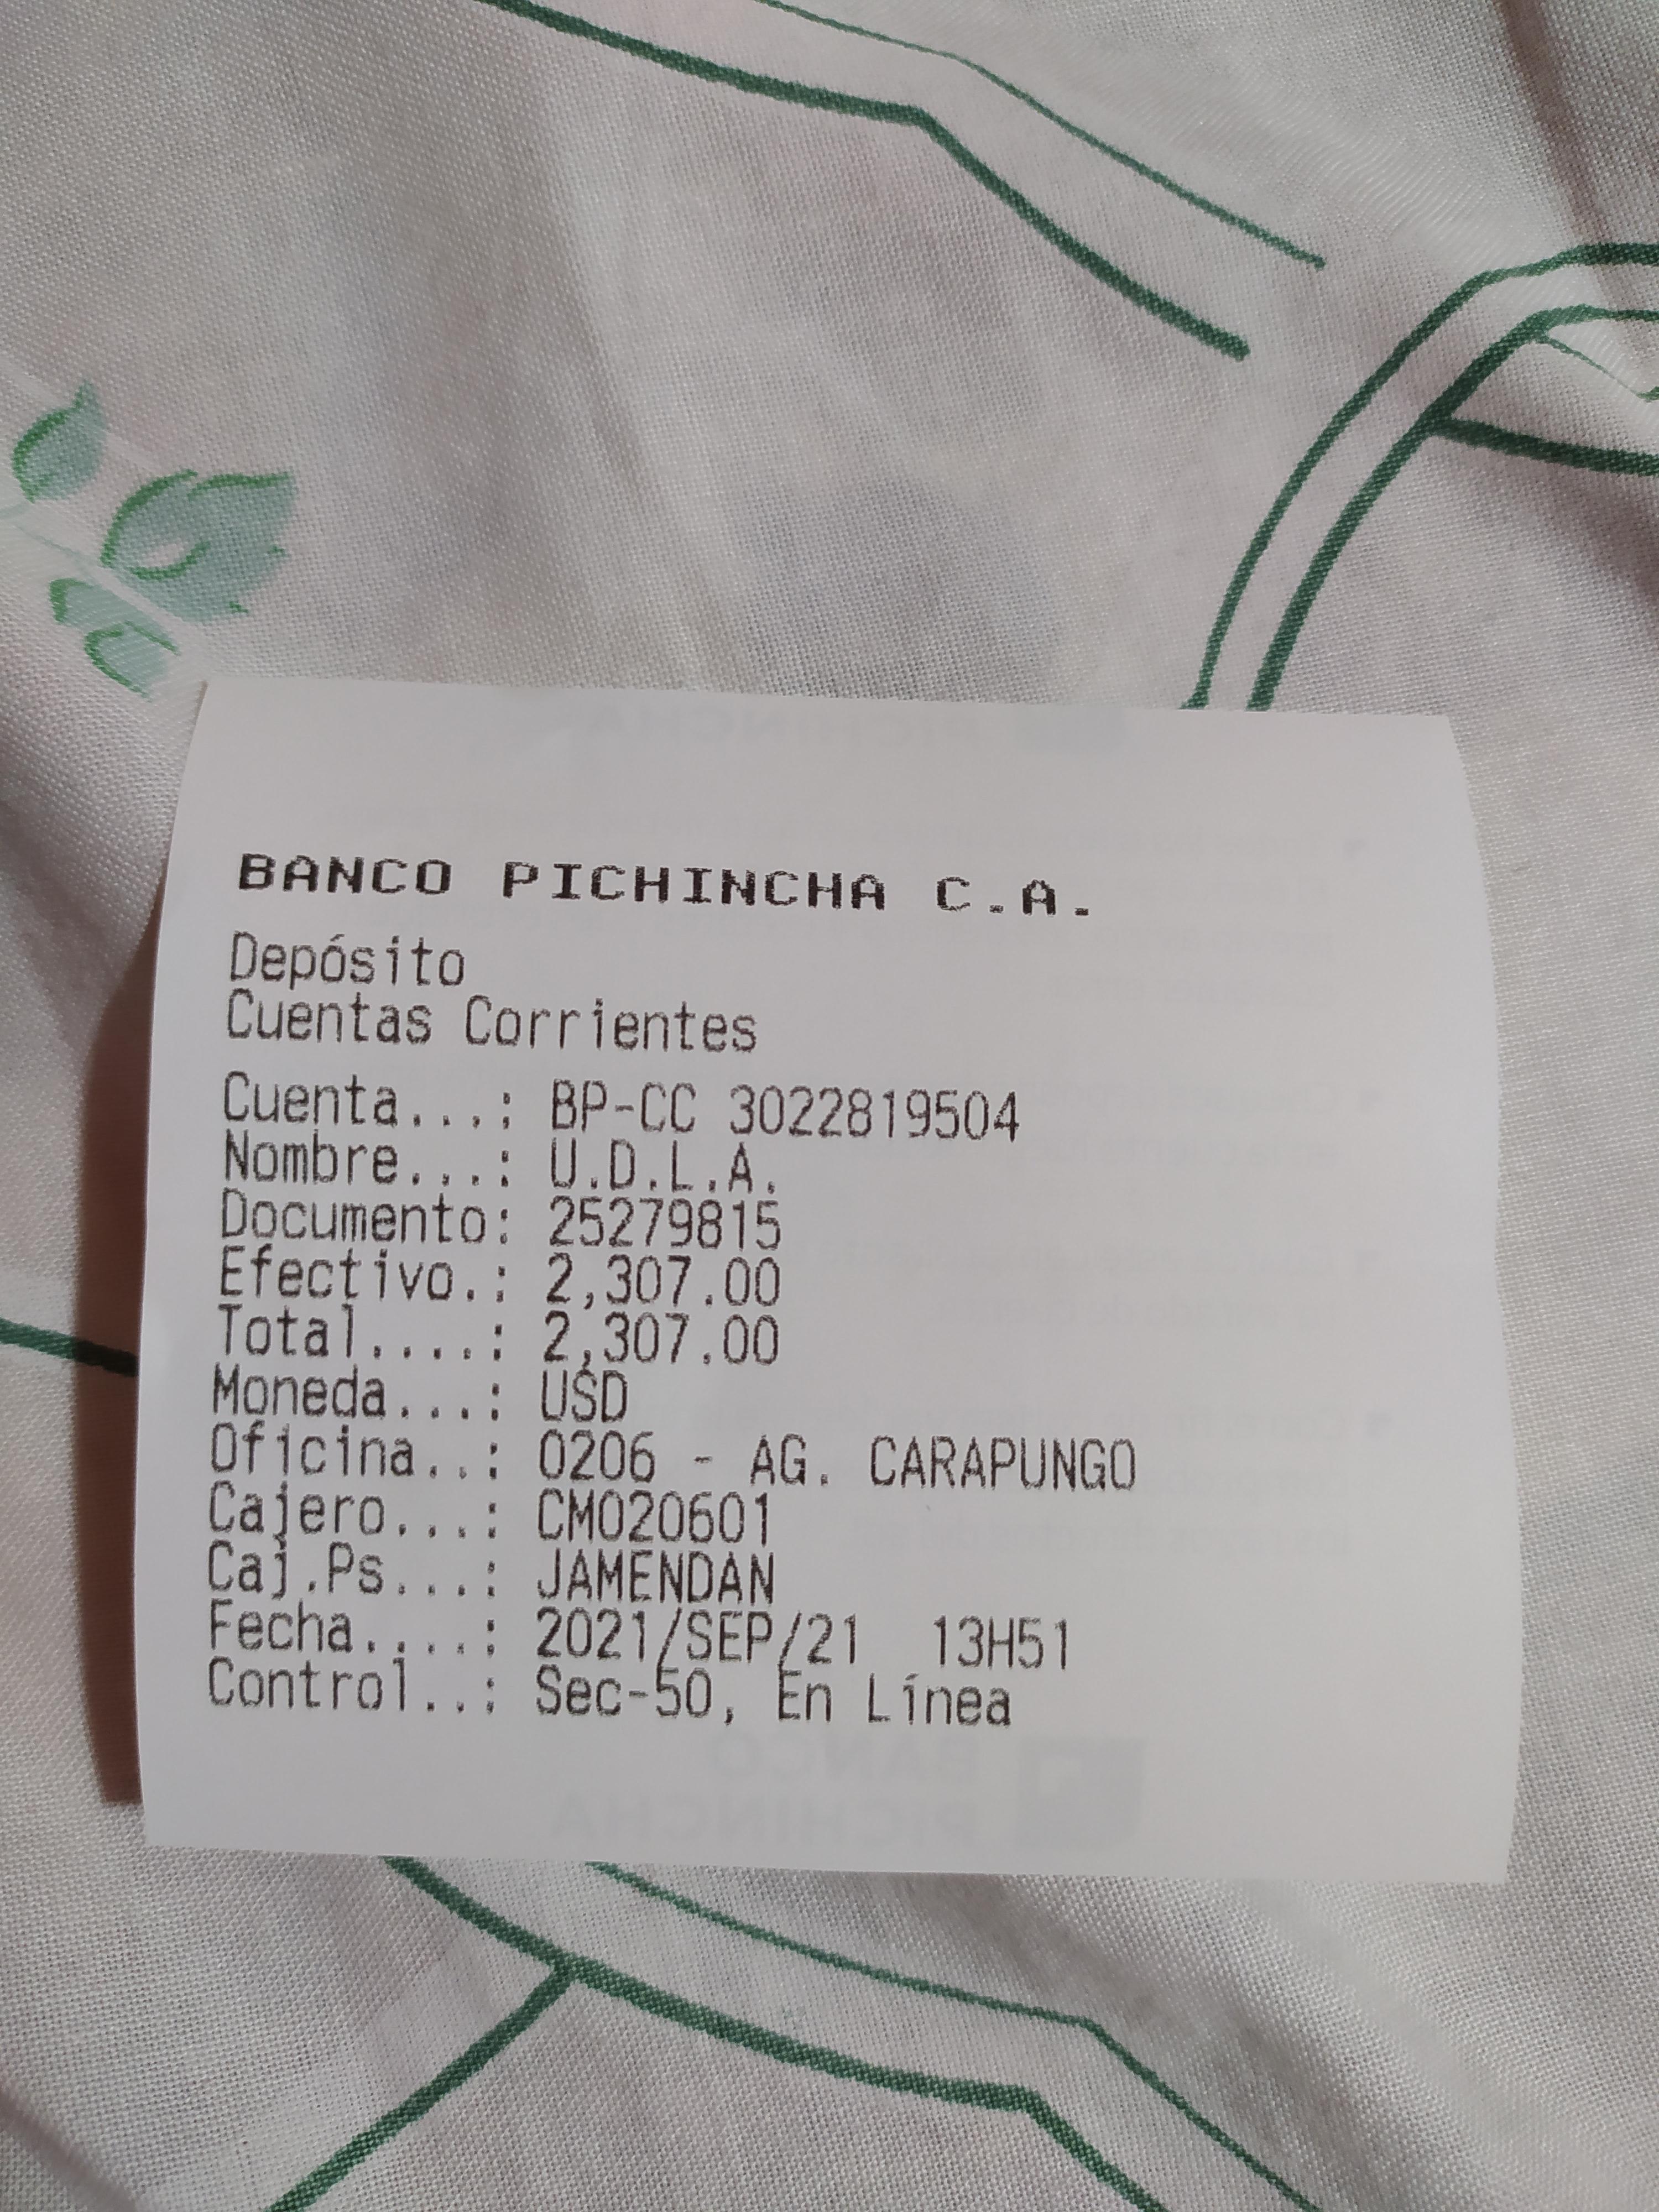 BANCO PICHINCHA C.A.
Depósito
Cuentas Corrientes
Cuenta...: BP-CC 3022819504
Nombre...: U.D.L.A.
Documento: 25279815
Efectivo.: 2,307.00
Total....: 2,307.00
Moneda...: USD
Oficina..: 0206 - AG. CARAPUNGO
Cajero...: CM020601
Caj.Ps...: JAMENDAN
Fecha....: 2021/SEP/21  13H51
Control..: Sec-50, En Línea
BANCO
PICHINCHA